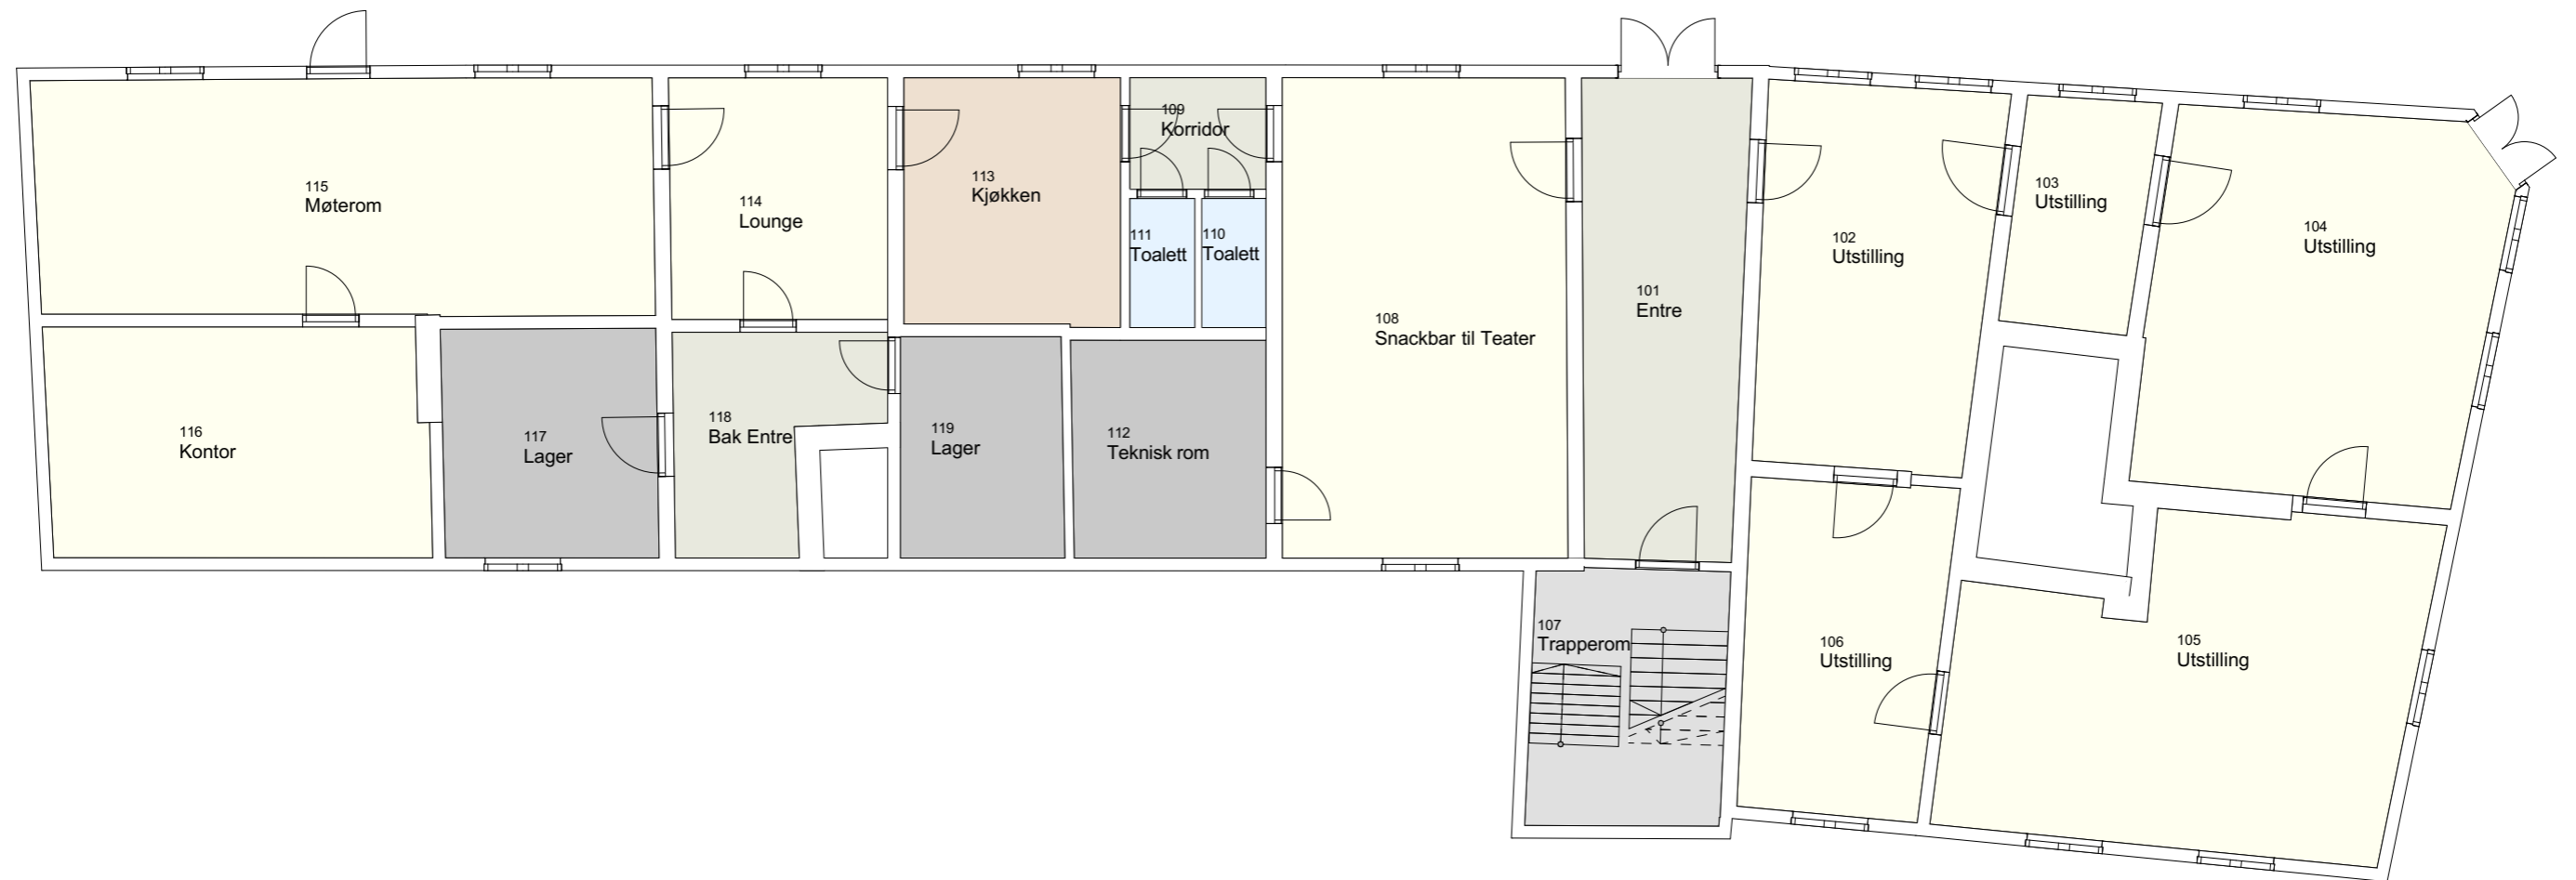 115
Møterom
114
Lounge
113
Kjøkken
109
Korridor
111
Toalett
110
Toalett
108
Snackbar til Teater
101
Entre
102
Utstilling
103
Utstilling
104
Utstilling
116
Kontor
117
Lager
118
Bak Entre
119
Lager
112
Teknisk rom
107
Trapperom
106
Utstilling
105
Utstilling